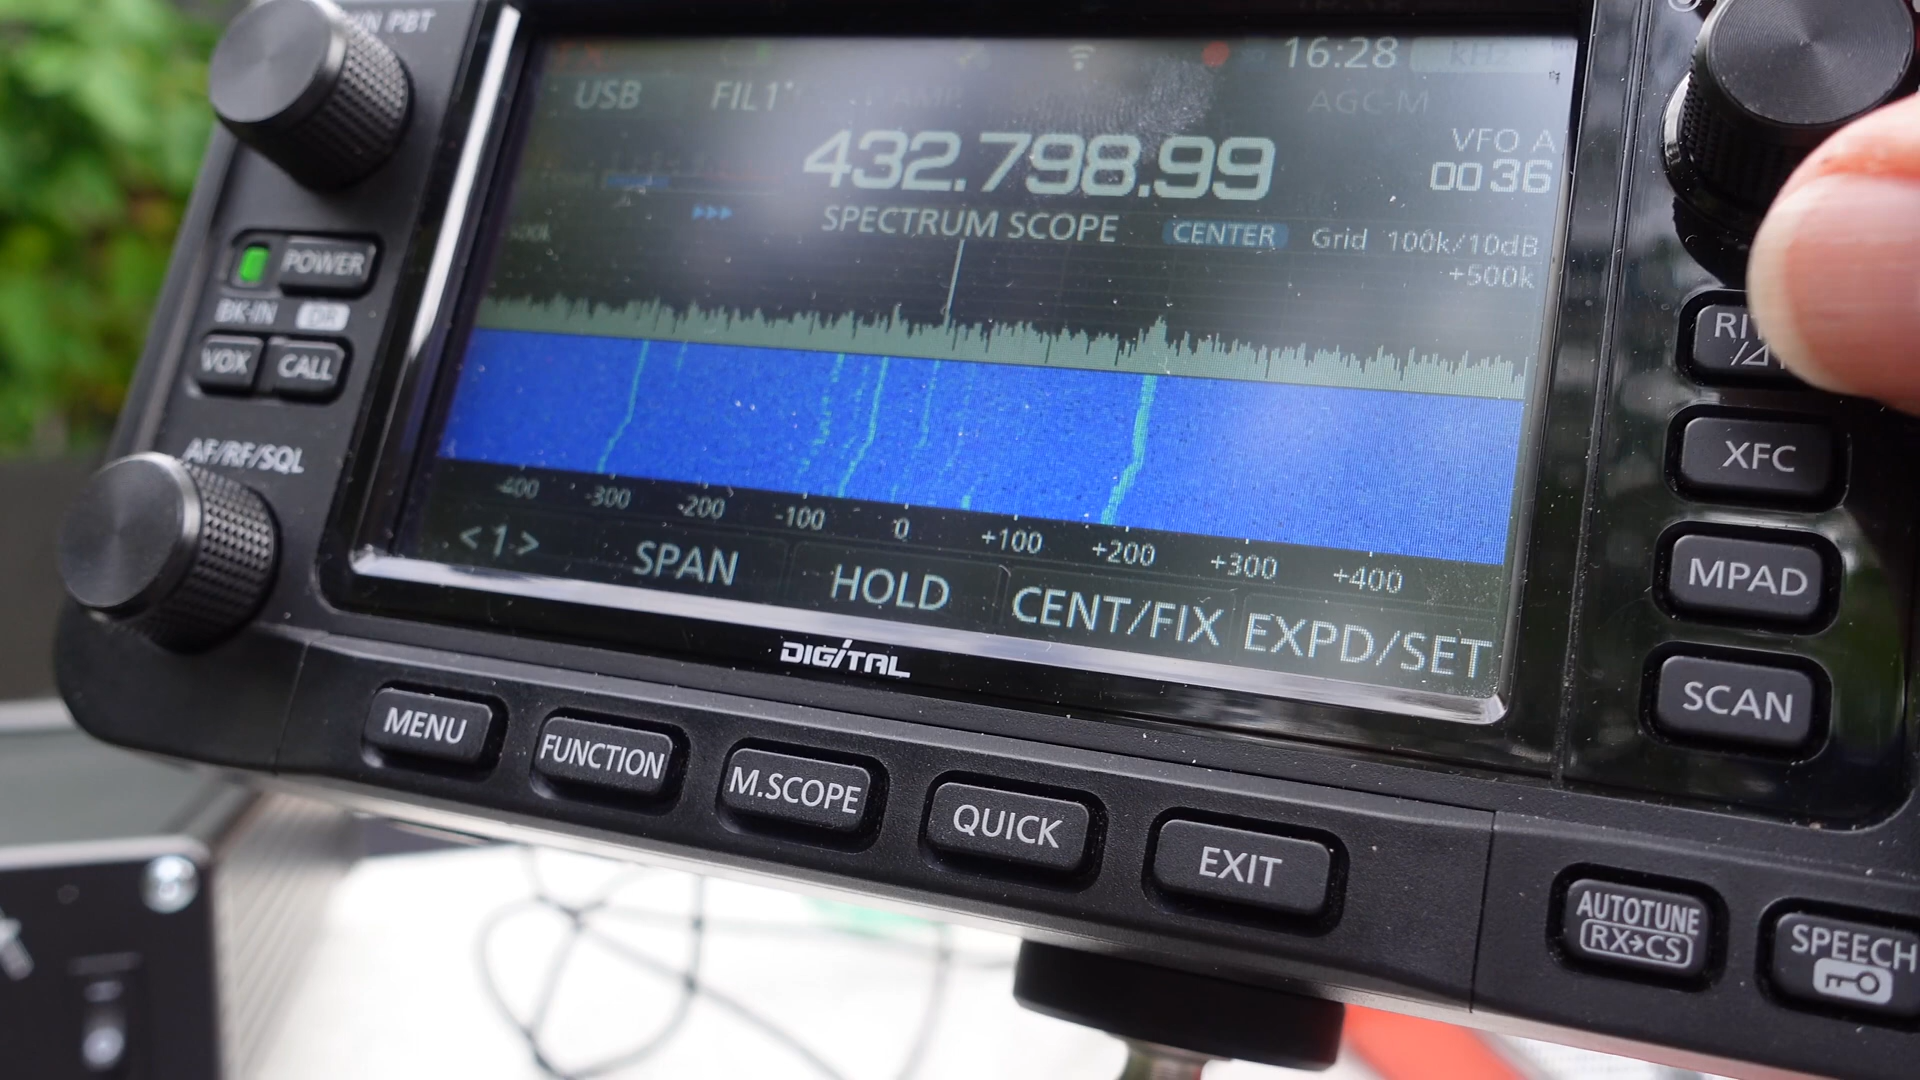 PBT
16:28
kHz
USB FIL1 AGC-M
432.798.99
VFO A
00 36
SPECTRUM SCOPE CENTER Grid 100k/10dB
+500k
POWER
BK-IN DR
VOX CALL
AF/RF/SQL
-400 -300 -200 -100 0 +100 +200 +300 +400
<1> SPAN HOLD CENT/FIX EXPD/SET
DIGITAL
XFC
MPAD
SCAN
MENU FUNCTION M.SCOPE QUICK EXIT
AUTOTUNE
RX→CS
SPEECH